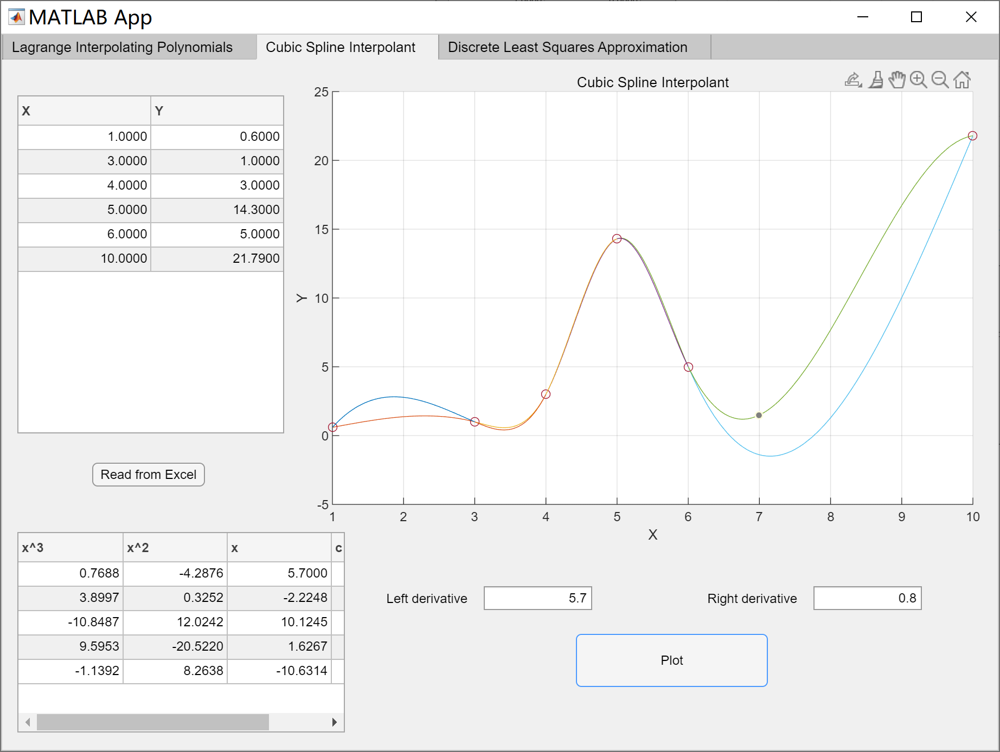 MATLAB App
Lagrange Interpolating Polynomials
Cubic Spline Interpolant
Discrete Least Squares Approximation
X Y
1.0000 0.6000
3.0000 1.0000
4.0000 3.0000
5.0000 14.3000
6.0000 5.0000
10.0000 21.7900
Read from Excel
Cubic Spline Interpolant
25
20
15
10
5
0
-5
Y
1 2 3 4 5 6 7 8 9 10
X
x^3 x^2 x c
0.7688 -4.2876 5.7000
3.8997 0.3252 -2.2248
-10.8487 12.0242 10.1245
9.5953 -20.5220 1.6267
-1.1392 8.2638 -10.6314
Left derivative 5.7
Right derivative 0.8
Plot